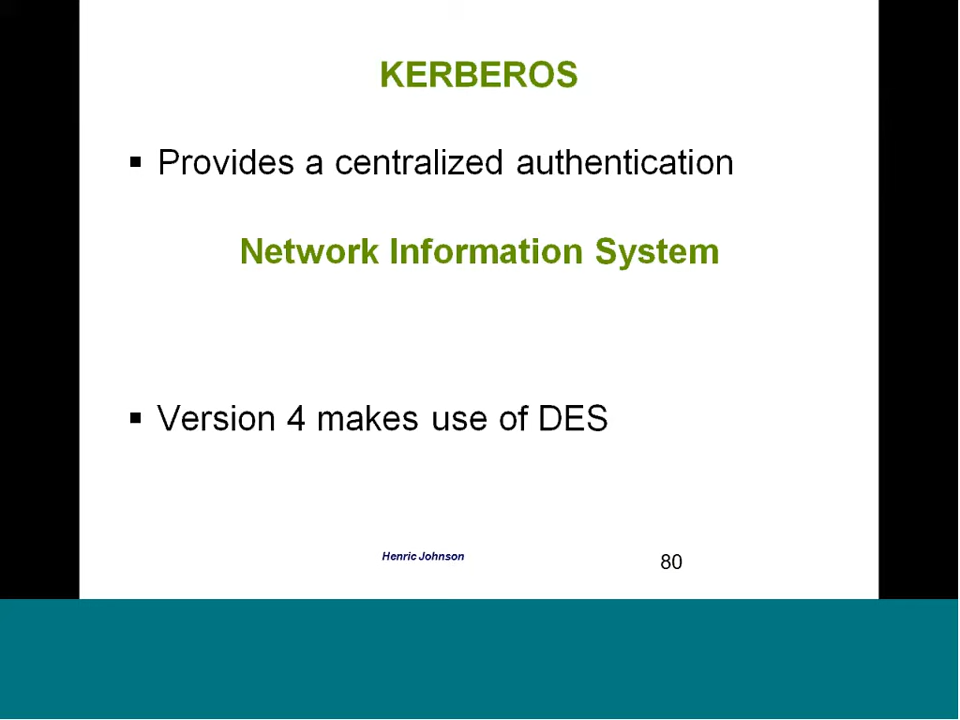 KERBEROS
▪ Provides a centralized authentication
Network Information System
▪ Version 4 makes use of DES
Henric Johnson
80